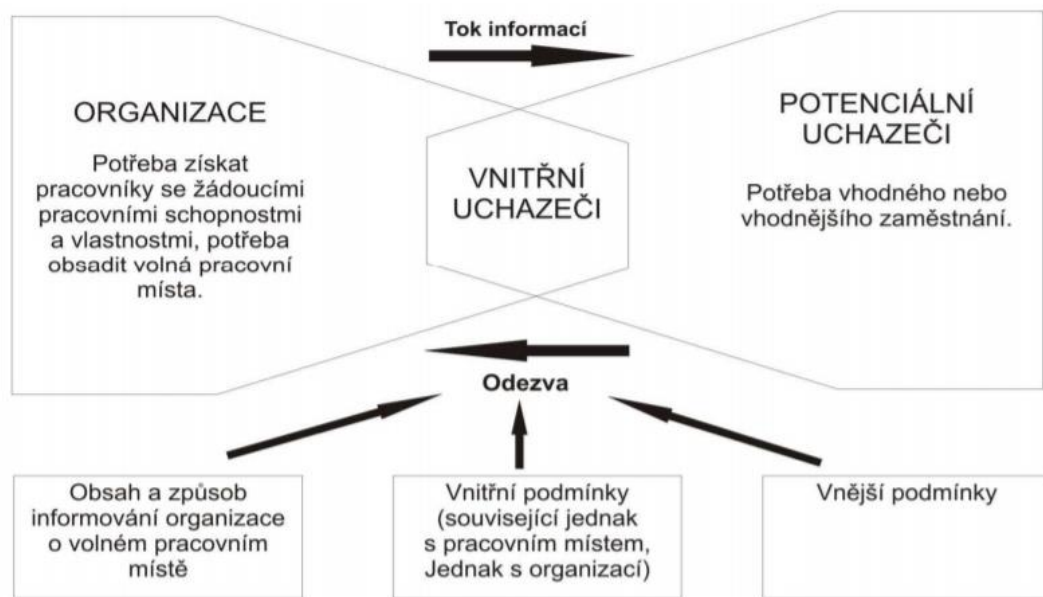 Tok informací
ORGANIZACE
Potřeba získat
pracovníky se žádoucími
pracovními schopnostmi
a vlastnostmi, potřeba
obsadit volná pracovní
místa.
VNITŘNÍ
UCHAZEČI
POTENCIÁLNÍ
UCHAZEČI
Potřeba vhodného nebo
vhodnějšího zaměstnání.
Odezva
Obsah a způsob
informování organizace
o volném pracovním
místě
Vnitřní podmínky
(související jednak
s pracovním místem,
Jednak s organizací)
Vnější podmínky